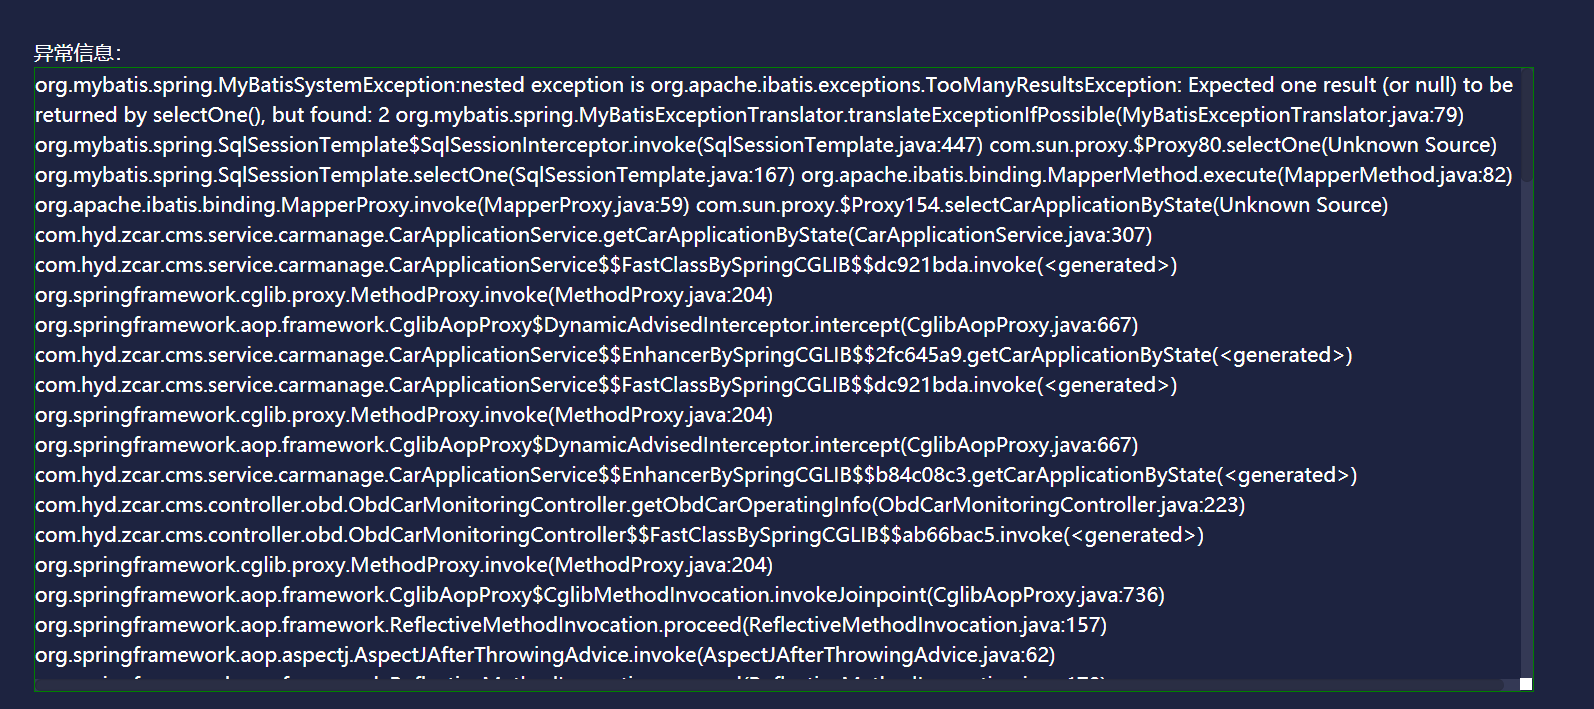 异常信息：
org.mybatis.spring.MyBatisSystemException:nested exception is org.apache.ibatis.exceptions.TooManyResultsException: Expected one result (or null) to be
returned by selectOne(), but found: 2 org.mybatis.spring.MyBatisExceptionTranslator.translateExceptionIfPossible(MyBatisExceptionTranslator.java:79)
org.mybatis.spring.SqlSessionTemplate$SqlSessionInterceptor.invoke(SqlSessionTemplate.java:447) com.sun.proxy.$Proxy80.selectOne(Unknown Source)
org.mybatis.spring.SqlSessionTemplate.selectOne(SqlSessionTemplate.java:167) org.apache.ibatis.binding.MapperMethod.execute(MapperMethod.java:82)
org.apache.ibatis.binding.MapperProxy.invoke(MapperProxy.java:59) com.sun.proxy.$Proxy154.selectCarApplicationByState(Unknown Source)
com.hyd.zcar.cms.service.carmanage.CarApplicationService.getCarApplicationByState(CarApplicationService.java:307)
com.hyd.zcar.cms.service.carmanage.CarApplicationService$$FastClassBySpringCGLIB$$dc921bda.invoke(<generated>)
org.springframework.cglib.proxy.MethodProxy.invoke(MethodProxy.java:204)
org.springframework.aop.framework.CglibAopProxy$DynamicAdvisedInterceptor.intercept(CglibAopProxy.java:667)
com.hyd.zcar.cms.service.carmanage.CarApplicationService$$EnhancerBySpringCGLIB$$2fc645a9.getCarApplicationByState(<generated>)
com.hyd.zcar.cms.service.carmanage.CarApplicationService$$FastClassBySpringCGLIB$$dc921bda.invoke(<generated>)
org.springframework.cglib.proxy.MethodProxy.invoke(MethodProxy.java:204)
org.springframework.aop.framework.CglibAopProxy$DynamicAdvisedInterceptor.intercept(CglibAopProxy.java:667)
com.hyd.zcar.cms.service.carmanage.CarApplicationService$$EnhancerBySpringCGLIB$$b84c08c3.getCarApplicationByState(<generated>)
com.hyd.zcar.cms.controller.obd.ObdCarMonitoringController.getObdCarOperatingInfo(ObdCarMonitoringController.java:223)
com.hyd.zcar.cms.controller.obd.ObdCarMonitoringController$$FastClassBySpringCGLIB$$ab66bac5.invoke(<generated>)
org.springframework.cglib.proxy.MethodProxy.invoke(MethodProxy.java:204)
org.springframework.aop.framework.CglibAopProxy$CglibMethodInvocation.invokeJoinpoint(CglibAopProxy.java:736)
org.springframework.aop.framework.ReflectiveMethodInvocation.proceed(ReflectiveMethodInvocation.java:157)
org.springframework.aop.aspectj.AspectJAfterThrowingAdvice.invoke(AspectJAfterThrowingAdvice.java:62)